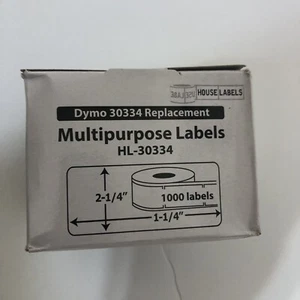 HOUSE LABELS
Dymo 30334 Replacement
Multipurpose Labels
HL-30334
2-1/4"
1000 labels
1-1/4"